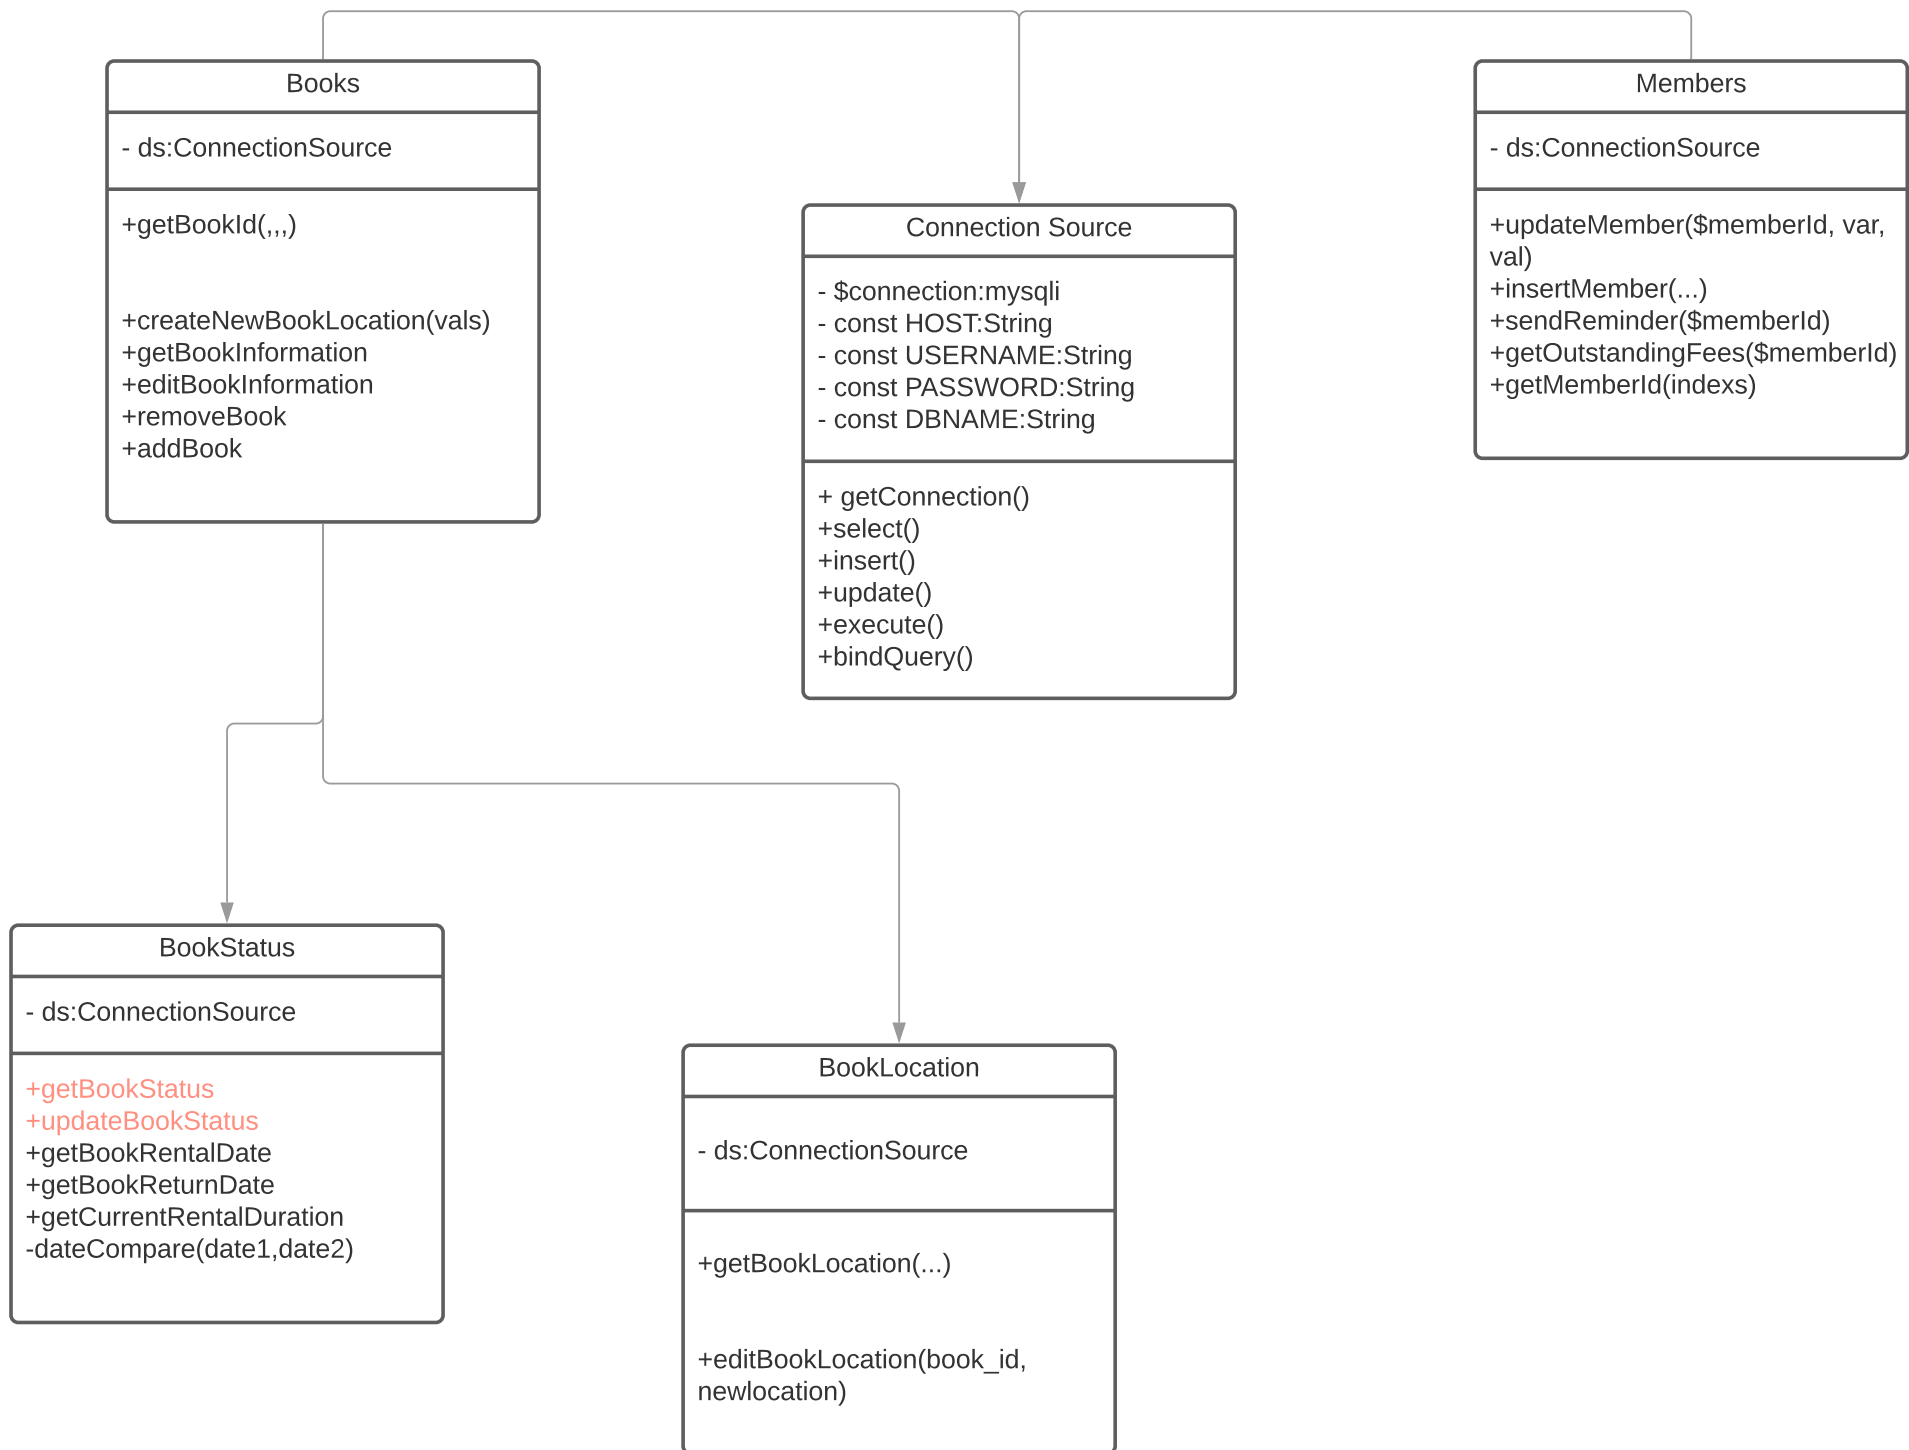 Books
- ds:ConnectionSource
+getBookId(,,,)
+createNewBookLocation(vals)
+getBookInformation
+editBookInformation
+removeBook
+addBook
Connection Source
- $connection:mysqli
- const HOST:String
- const USERNAME:String
- const PASSWORD:String
- const DBNAME:String
+ getConnection()
+select()
+insert()
+update()
+execute()
+bindQuery()
Members
- ds:ConnectionSource
+updateMember($memberId, var,
val)
+insertMember(...)
+sendReminder($memberId)
+getOutstandingFees($memberId)
+getMemberId(indexs)
BookStatus
- ds:ConnectionSource
+getBookStatus
+updateBookStatus
+getBookRentalDate
+getBookReturnDate
+getCurrentRentalDuration
-dateCompare(date1,date2)
BookLocation
- ds:ConnectionSource
+getBookLocation(...)
+editBookLocation(book_id,
newlocation)